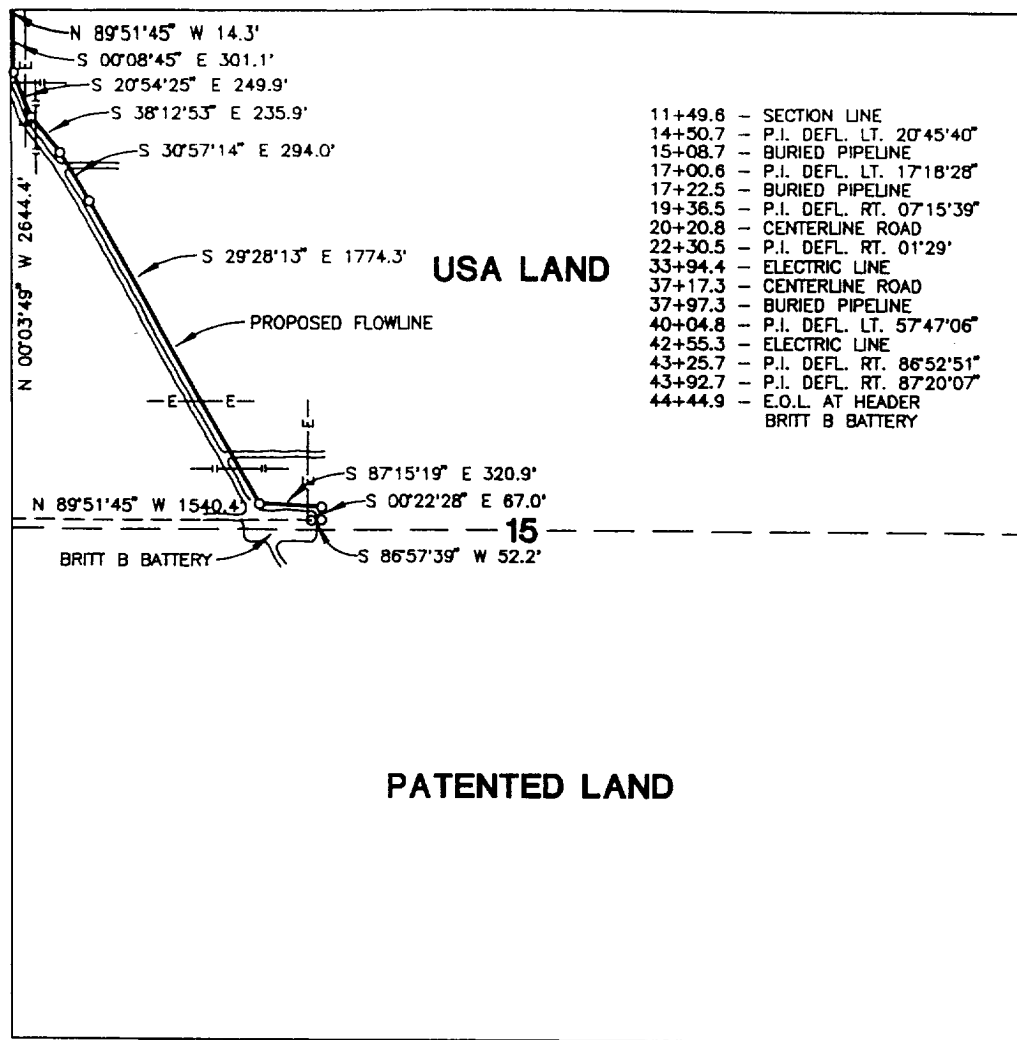 N 89°51'45" W 14.3'
S 00°08'45" E 301.1'
S 20°54'25" E 249.9'
S 38°12'53" E 235.9'
S 30°57'14" E 294.0'
N 00°03'49" W 2644.4'
S 29°28'13" E 1774.3'
USA LAND
PROPOSED FLOWLINE
11+49.6 – SECTION LINE
14+50.7 – P.I. DEFL. LT. 20°45'40"
15+08.7 – BURIED PIPELINE
17+00.6 – P.I. DEFL. LT. 17°18'28"
17+22.5 – BURIED PIPELINE
19+36.5 – P.I. DEFL. RT. 07°15'39"
20+20.8 – CENTERLINE ROAD
22+30.5 – P.I. DEFL. RT. 01°29'
33+94.4 – ELECTRIC LINE
37+17.3 – CENTERLINE ROAD
37+97.3 – BURIED PIPELINE
40+04.8 – P.I. DEFL. LT. 57°47'06"
42+55.3 – ELECTRIC LINE
43+25.7 – P.I. DEFL. RT. 86°52'51"
43+92.7 – P.I. DEFL. RT. 87°20'07"
44+44.9 – E.O.L. AT HEADER
BRITT B BATTERY
E
E
E
E
E
S 87°15'19" E 320.9'
N 89°51'45" W 1540.4'
S 00°22'28" E 67.0'
15
BRITT B BATTERY
S 86°57'39" W 52.2'
PATENTED LAND